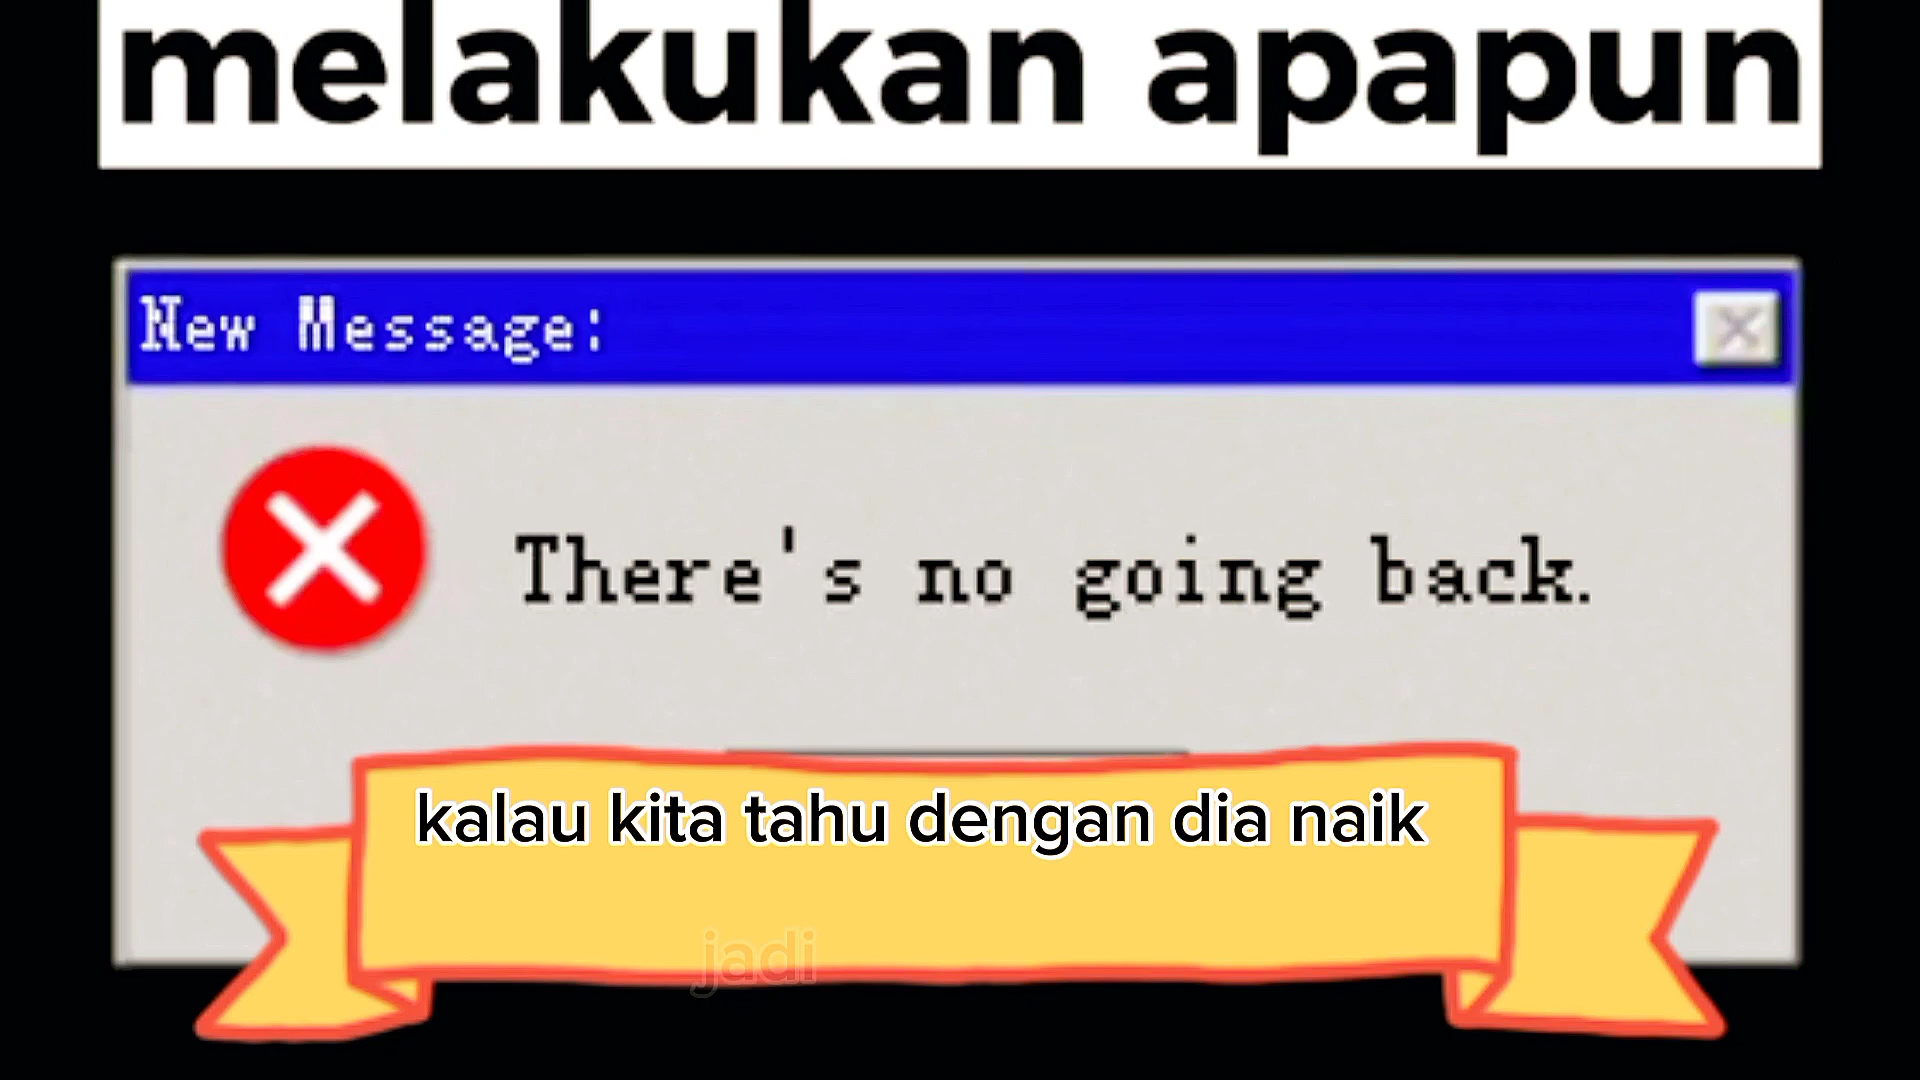 melakukan apapun
New Message:
There's no going back.
kalau kita tahu dengan dia naik
jadi